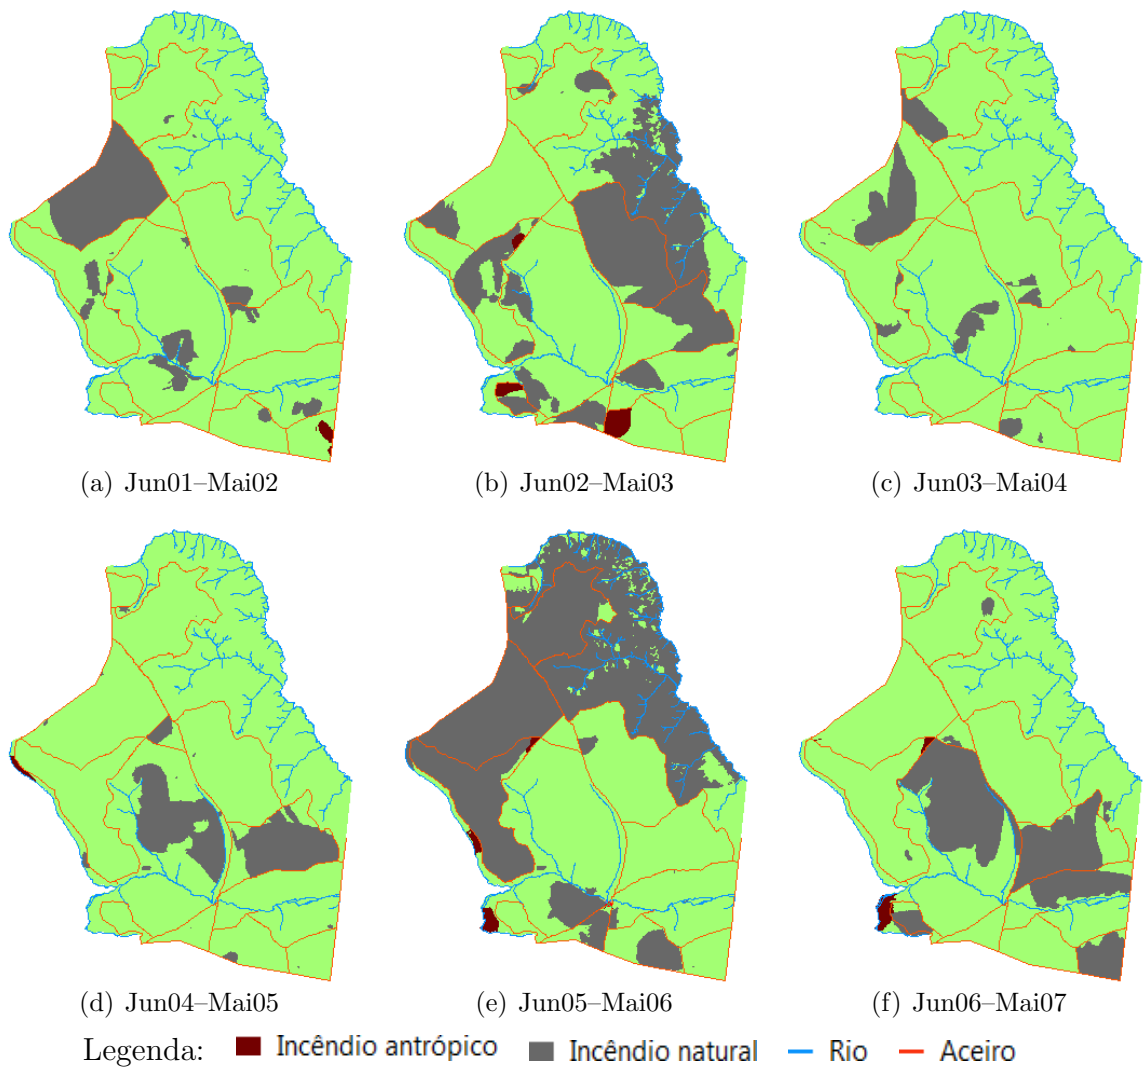 (a) Jun01–Mai02
(b) Jun02–Mai03
(c) Jun03–Mai04
(d) Jun04–Mai05
(e) Jun05–Mai06
(f) Jun06–Mai07
Legenda: Incêndio antrópico Incêndio natural Rio Aceiro